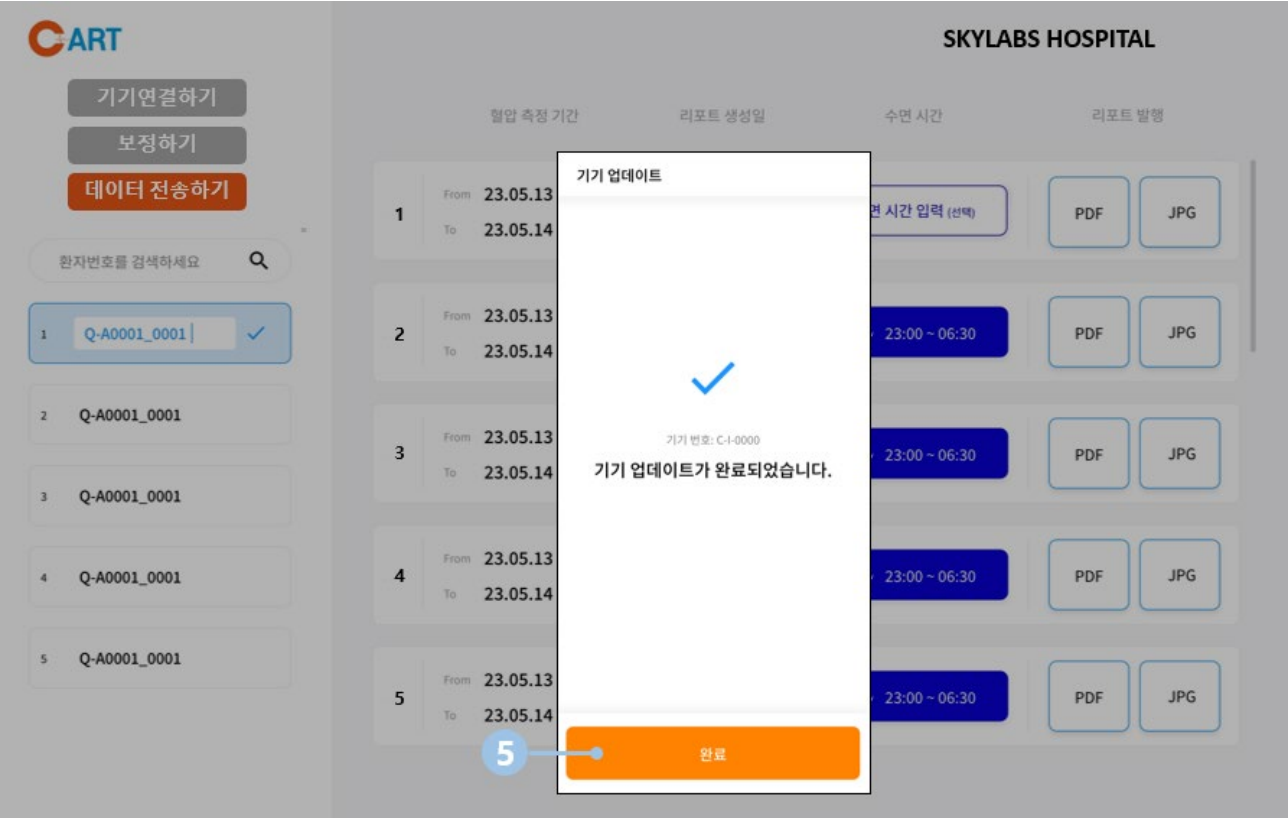 CART
SKYLABS HOSPITAL
기기연결하기
보정하기
데이터 전송하기
환자번호를 검색하세요
1 Q-A0001_0001
2 Q-A0001_0001
3 Q-A0001_0001
4 Q-A0001_0001
5 Q-A0001_0001
혈압 측정 기간 리포트 생성일 수면 시간 리포트 발행
1 From 23.05.13 To 23.05.14 면 시간 입력 (선택) PDF JPG
2 From 23.05.13 To 23.05.14 23:00 ~ 06:30 PDF JPG
3 From 23.05.13 To 23.05.14 23:00 ~ 06:30 PDF JPG
4 From 23.05.13 To 23.05.14 23:00 ~ 06:30 PDF JPG
5 From 23.05.13 To 23.05.14 23:00 ~ 06:30 PDF JPG
기기 업데이트
기기 번호: C-I-0000
기기 업데이트가 완료되었습니다.
5 완료